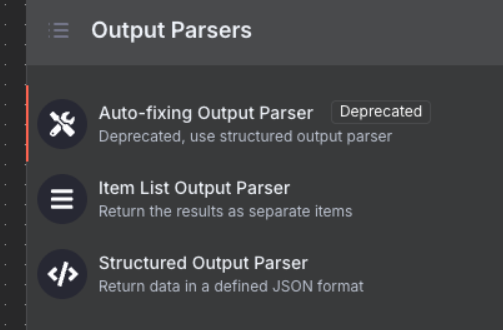 Output Parsers
Auto-fixing Output Parser Deprecated
Deprecated, use structured output parser
Item List Output Parser
Return the results as separate items
Structured Output Parser
Return data in a defined JSON format